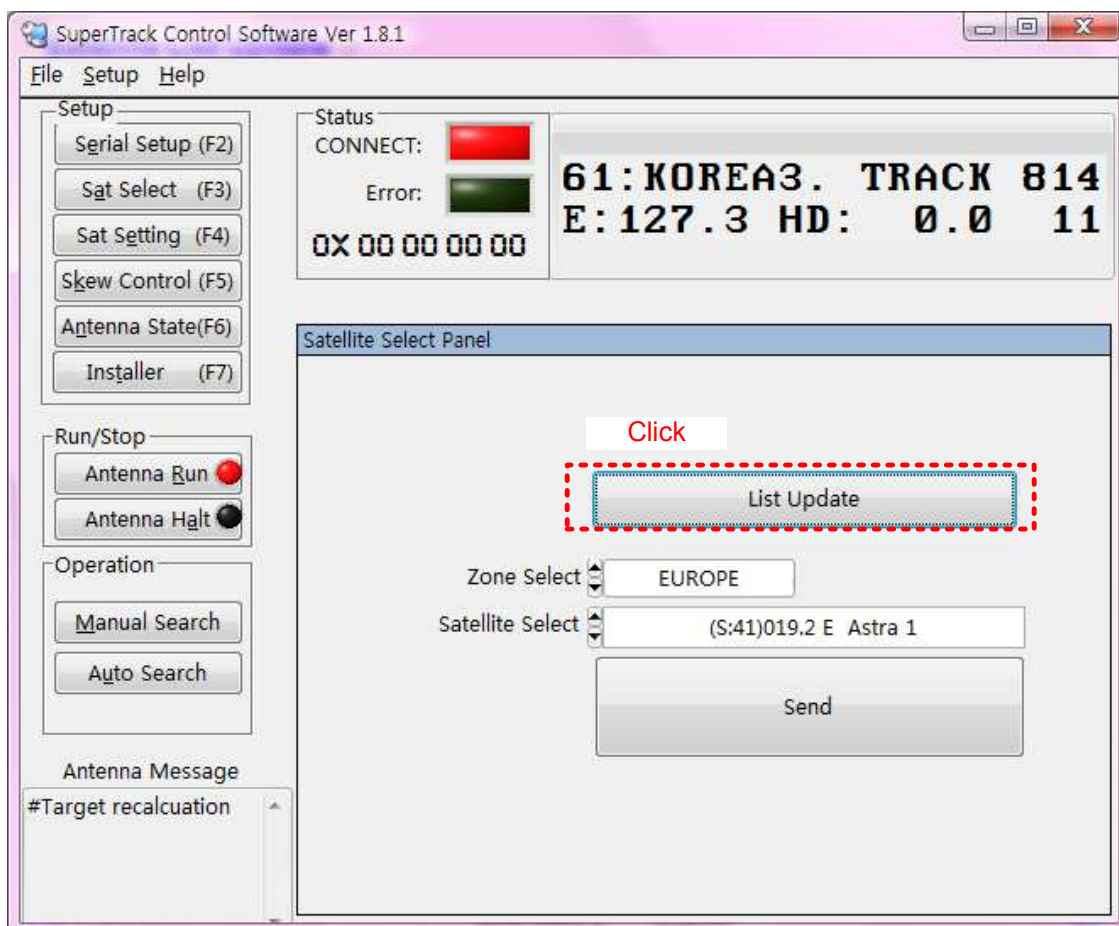 SuperTrack Control Software Ver 1.8.1
File Setup Help
Setup
Serial Setup (F2)
Sat Select (F3)
Sat Setting (F4)
Skew Control (F5)
Antenna State(F6)
Installer (F7)
Run/Stop
Antenna Run
Antenna Halt
Operation
Manual Search
Auto Search
Antenna Message
#Target recalcuation
Status
CONNECT:
Error:
0X 00 00 00 00
61:KOREA3. TRACK 814
E:127.3 HD: 0.0 11
Satellite Select Panel
Click
List Update
Zone Select EUROPE
Satellite Select (S:41)019.2 E Astra 1
Send